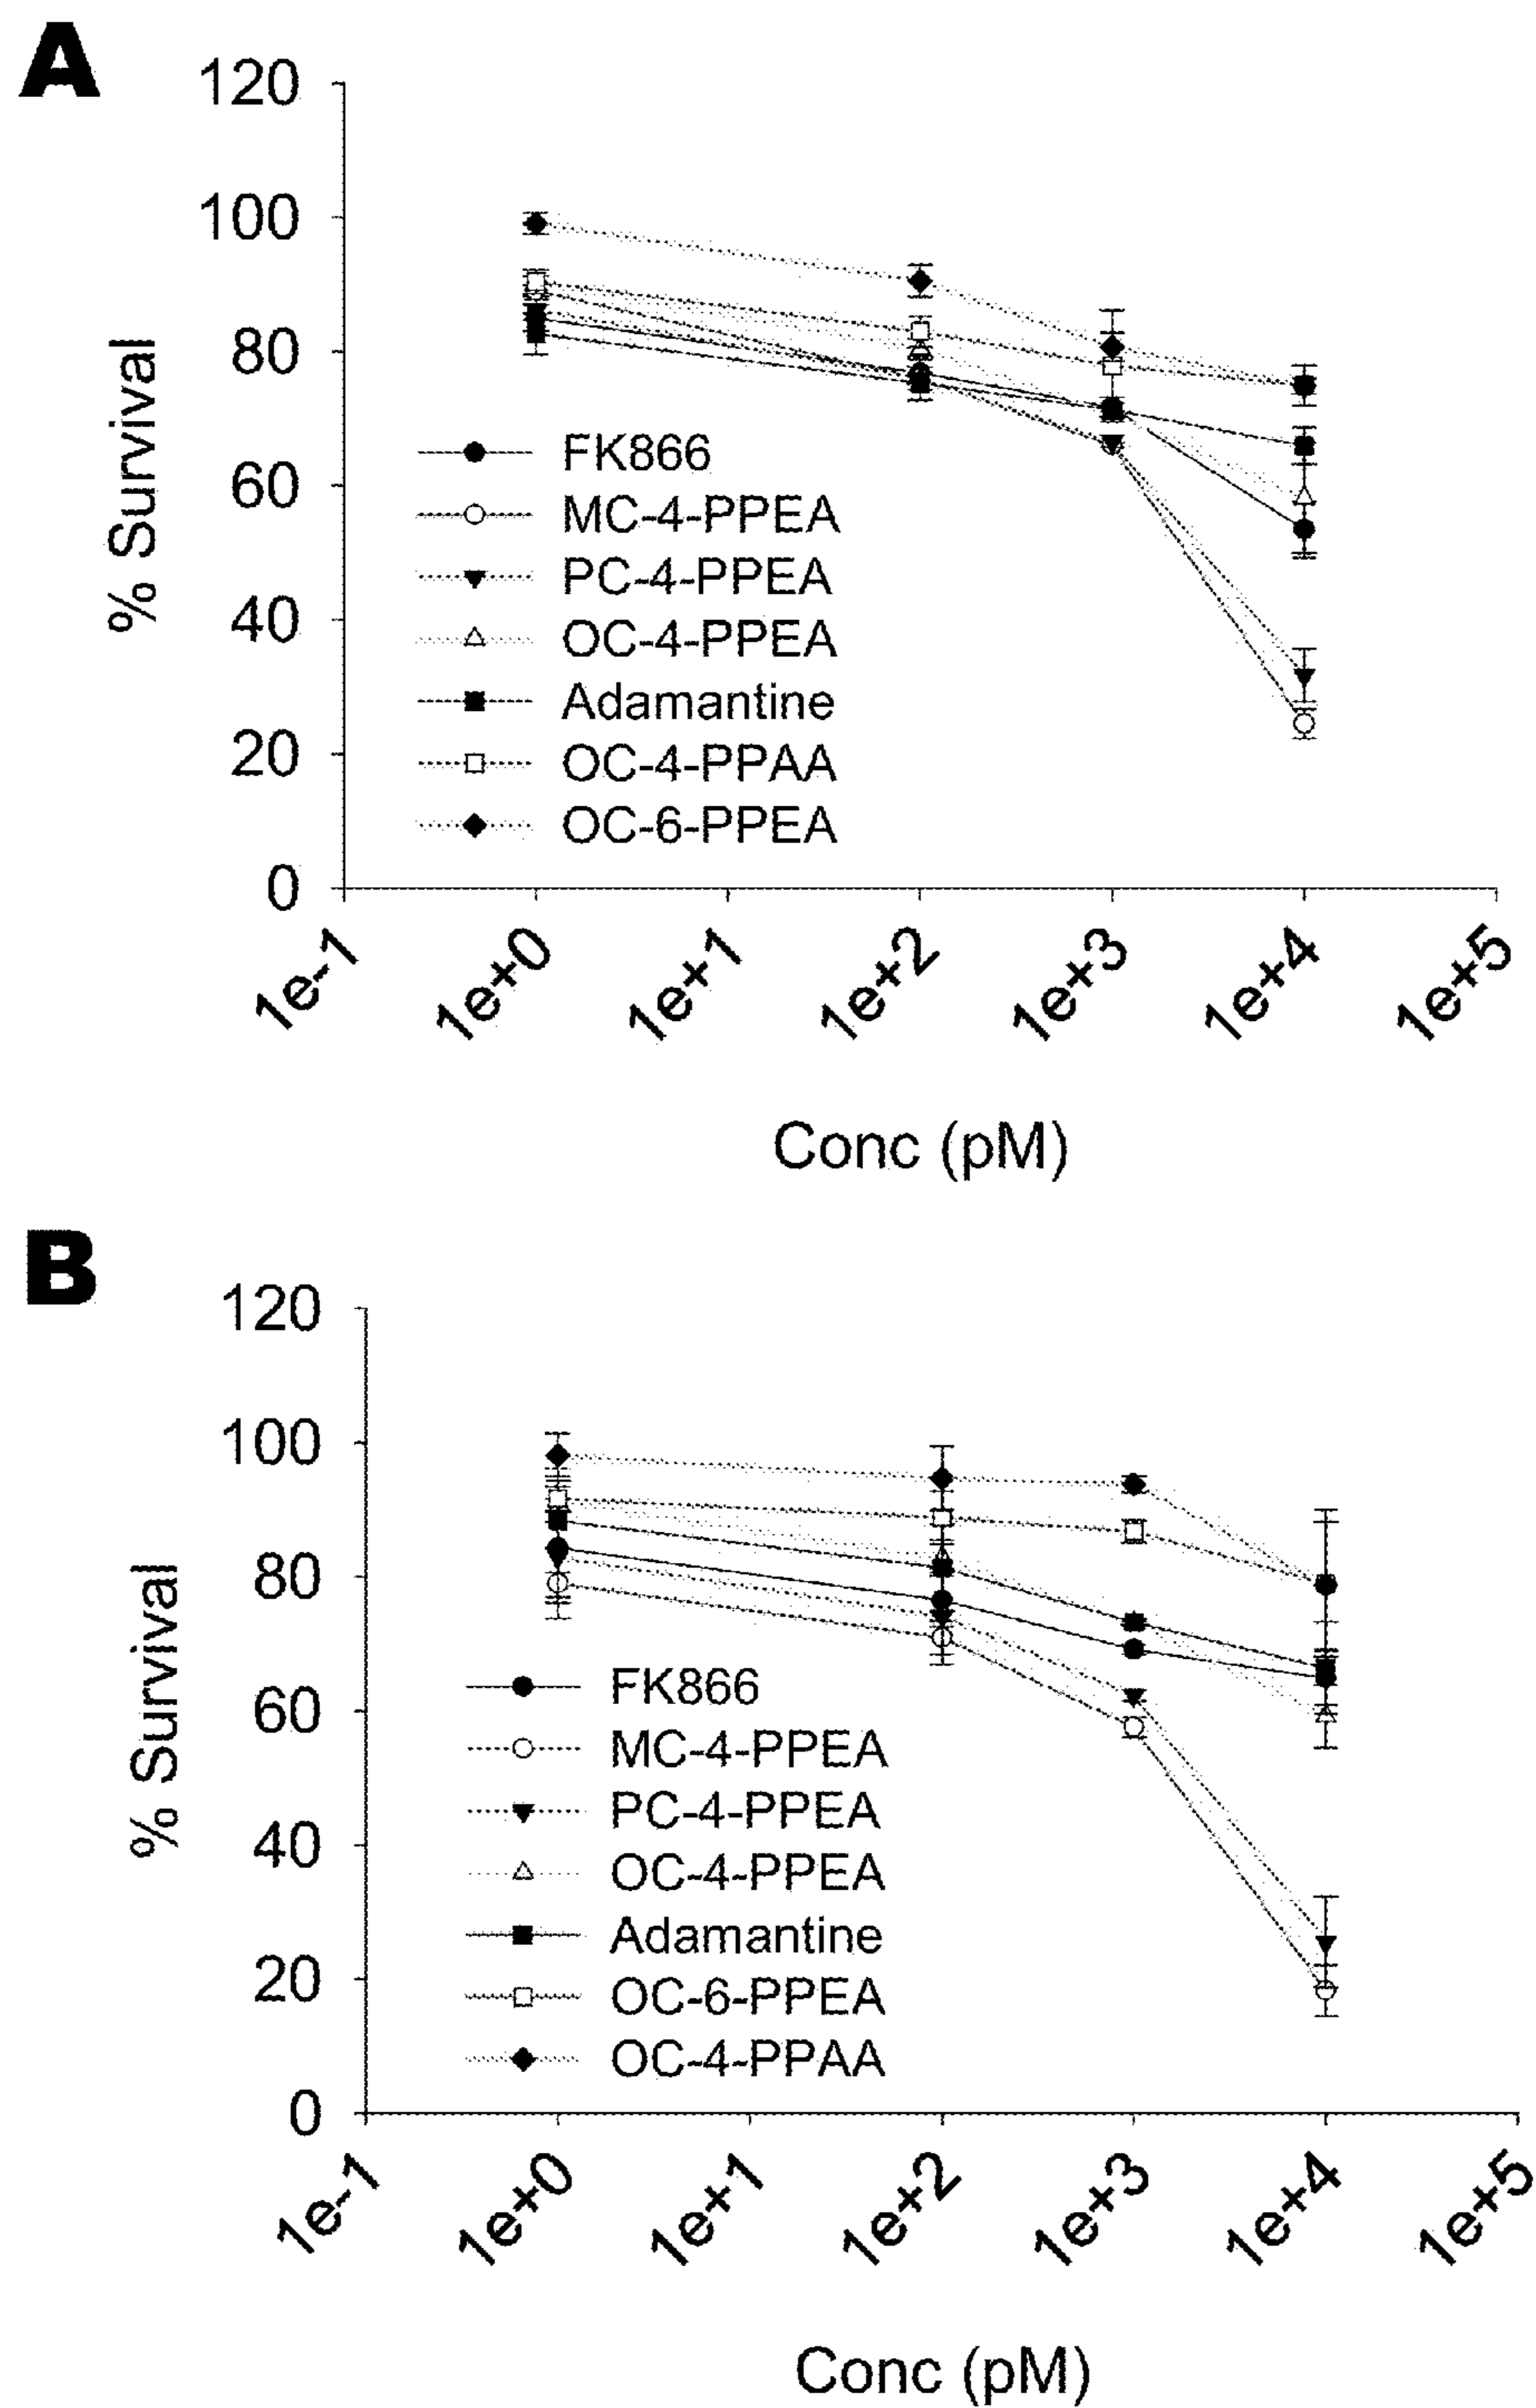 A
120
100
80
60
40
20
0
% Survival
FK866
MC-4-PPEA
PC-4-PPEA
OC-4-PPEA
Adamantine
OC-4-PPAA
OC-6-PPEA
1e-1
1e+0
1e+1
1e+2
1e+3
1e+4
1e+5
Conc (pM)
B
120
100
80
60
40
20
0
% Survival
FK866
MC-4-PPEA
PC-4-PPEA
OC-4-PPEA
Adamantine
OC-6-PPEA
OC-4-PPAA
1e-1
1e+0
1e+1
1e+2
1e+3
1e+4
1e+5
Conc (pM)